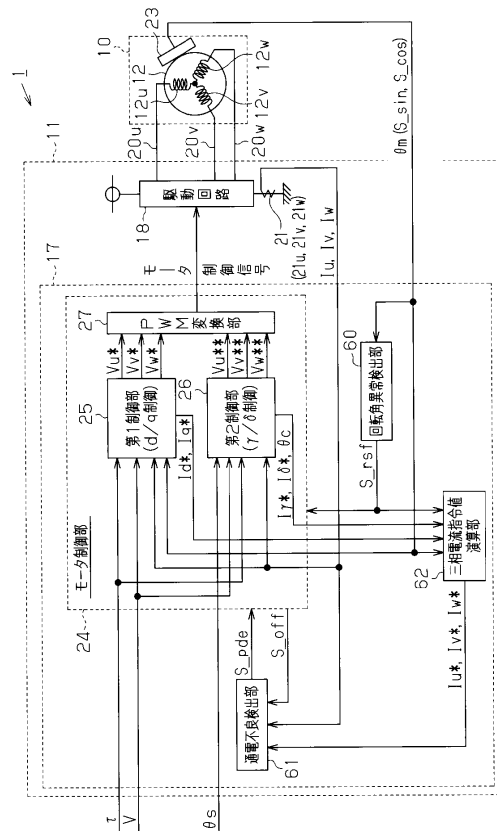 1
11
17
10
23
12
12u
12w
12v
20u
20v
20w
駆動回路
18
21
(21u, 21v, 21w)
Iu, Iv, Iw
θm(S_sin, S_cos)
モータ制御信号
24
モータ制御部
27
PWM変換部
Vu*
Vv*
Vw*
Vu**
Vv**
Vw**
25
第1制御部
(d/q制御)
26
第2制御部
(γ/δ制御)
Id*, Iq*
Iγ*, Iδ*, θc
60
回転角異常検出部
S_rsf
S_pde
S_off
通電不良検出部
61
62
三相電流指令値
演算部
Iu*, Iv*, Iw*
τ
V
θs